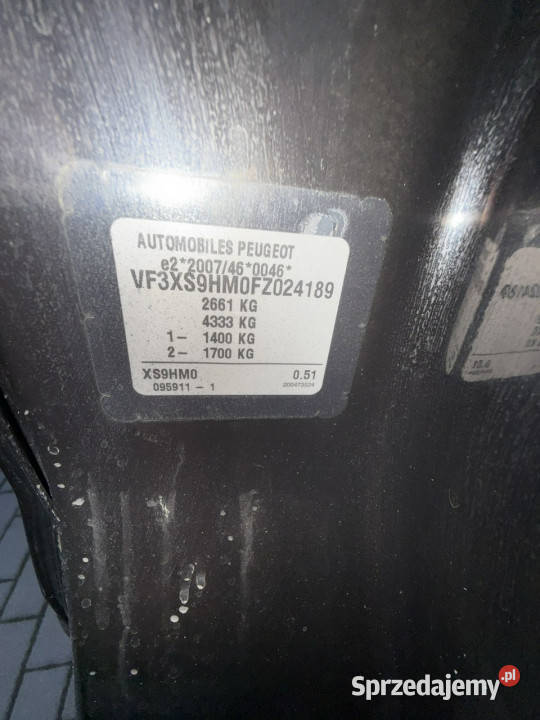 AUTOMOBILES PEUGEOT
e2*2007/46*0046*
VF3XS9HM0FZ024189
2661 KG
4333 KG
1- 1400 KG
2- 1700 KG
XS9HM0 0.51
095911 - 1
Sprzedajemy.pl